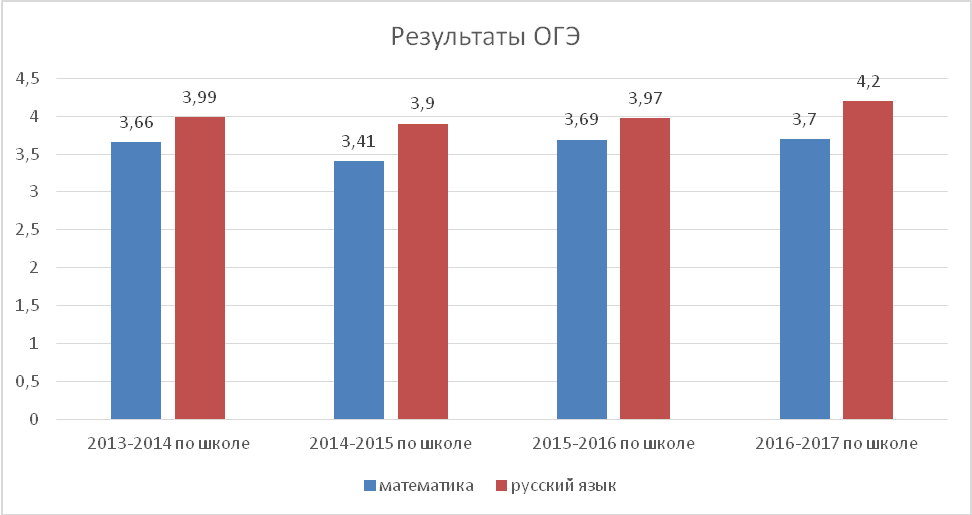 Результаты ОГЭ
4,5
4
3,5
3
2,5
2
1,5
1
0,5
0
3,66
3,99
3,41
3,9
3,69
3,97
3,7
4,2
2013-2014 по школе
2014-2015 по школе
2015-2016 по школе
2016-2017 по школе
математика
русский язык